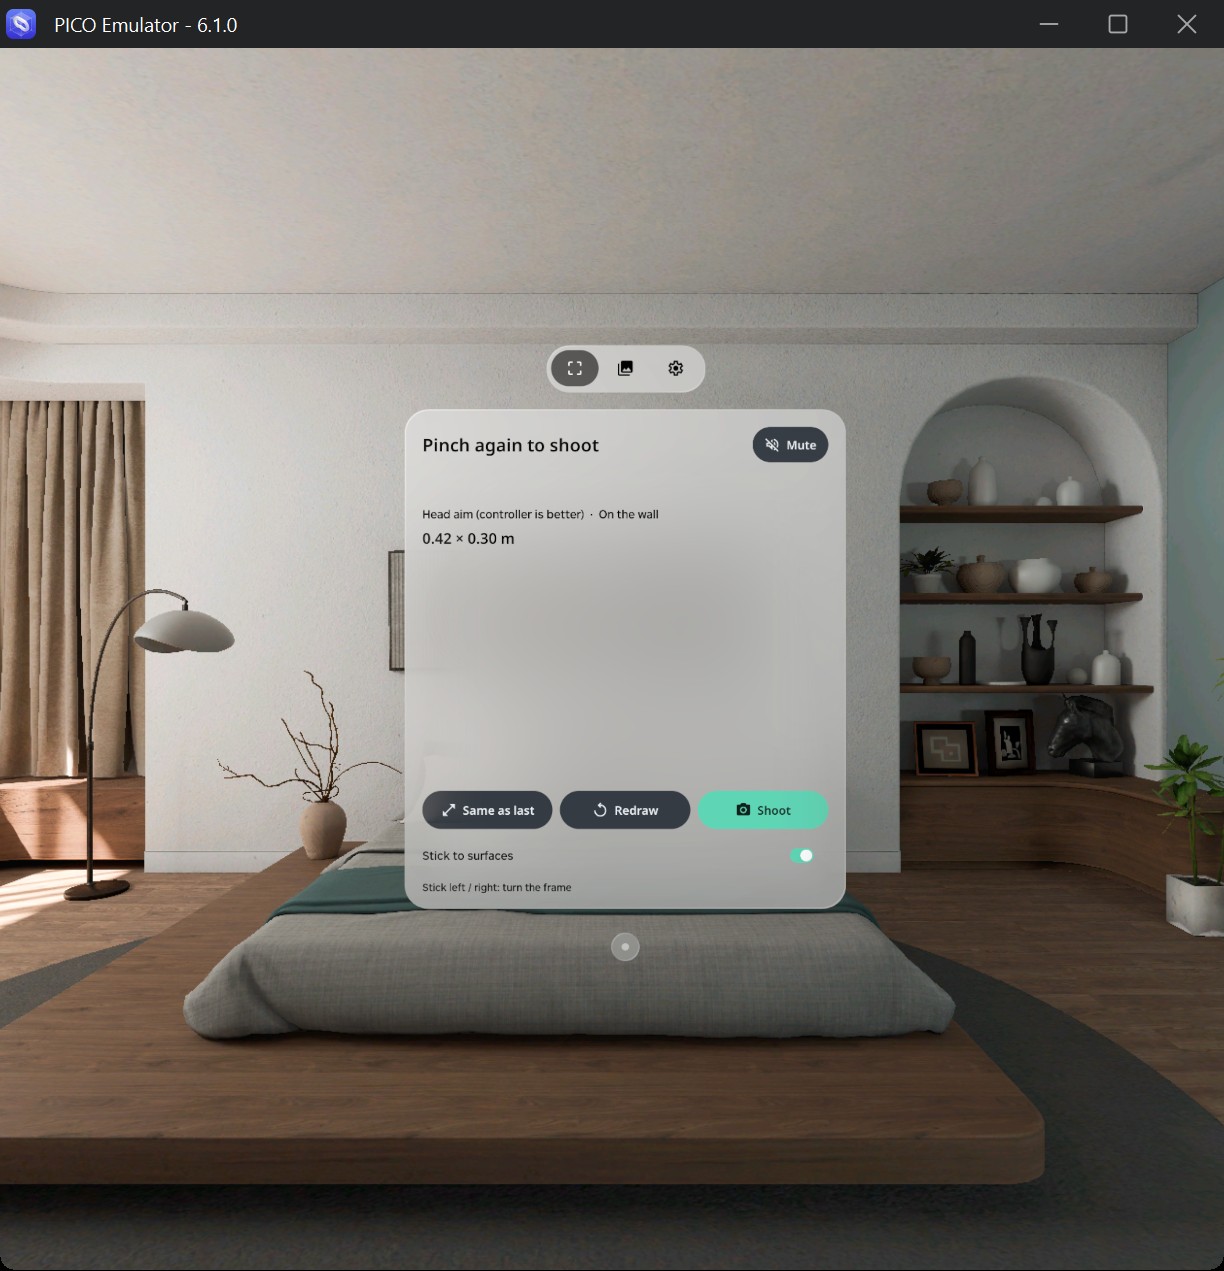 PICO Emulator - 6.1.0
Pinch again to shoot
Mute
Head aim (controller is better) · On the wall
0.42 × 0.30 m
Same as last
Redraw
Shoot
Stick to surfaces
Stick left / right: turn the frame